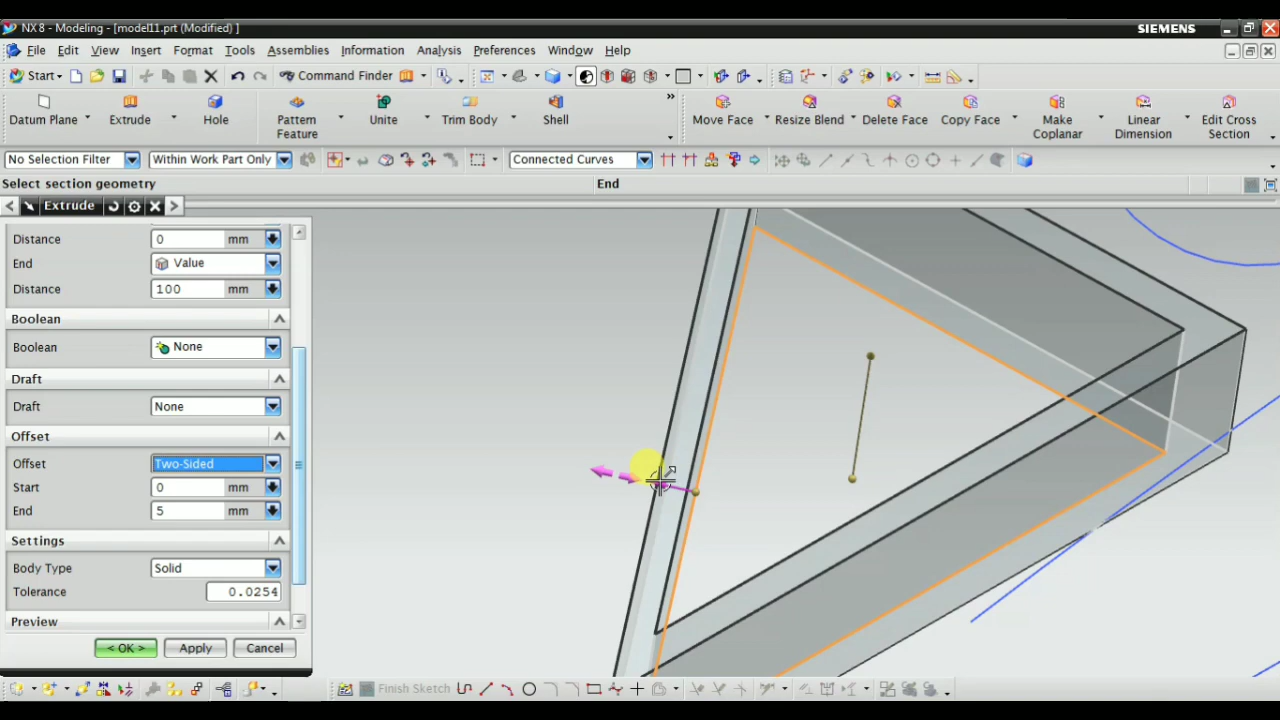 NX 8 - Modeling - [model11.prt (Modified) ]
SIEMENS
File Edit View Insert Format Tools Assemblies Information Analysis Preferences Window Help
Start Command Finder
Datum Plane Extrude Hole Pattern Feature Unite Trim Body Shell Move Face Resize Blend Delete Face Copy Face Make Coplanar Linear Dimension Edit Cross Section
No Selection Filter Within Work Part Only Connected Curves
Select section geometry End
Extrude
Distance 0 mm
End Value
Distance 100 mm
Boolean
Boolean None
Draft
Draft None
Offset
Offset Two-Sided
Start 0 mm
End 5 mm
Settings
Body Type Solid
Tolerance 0.0254
Preview
< OK > Apply Cancel
Finish Sketch